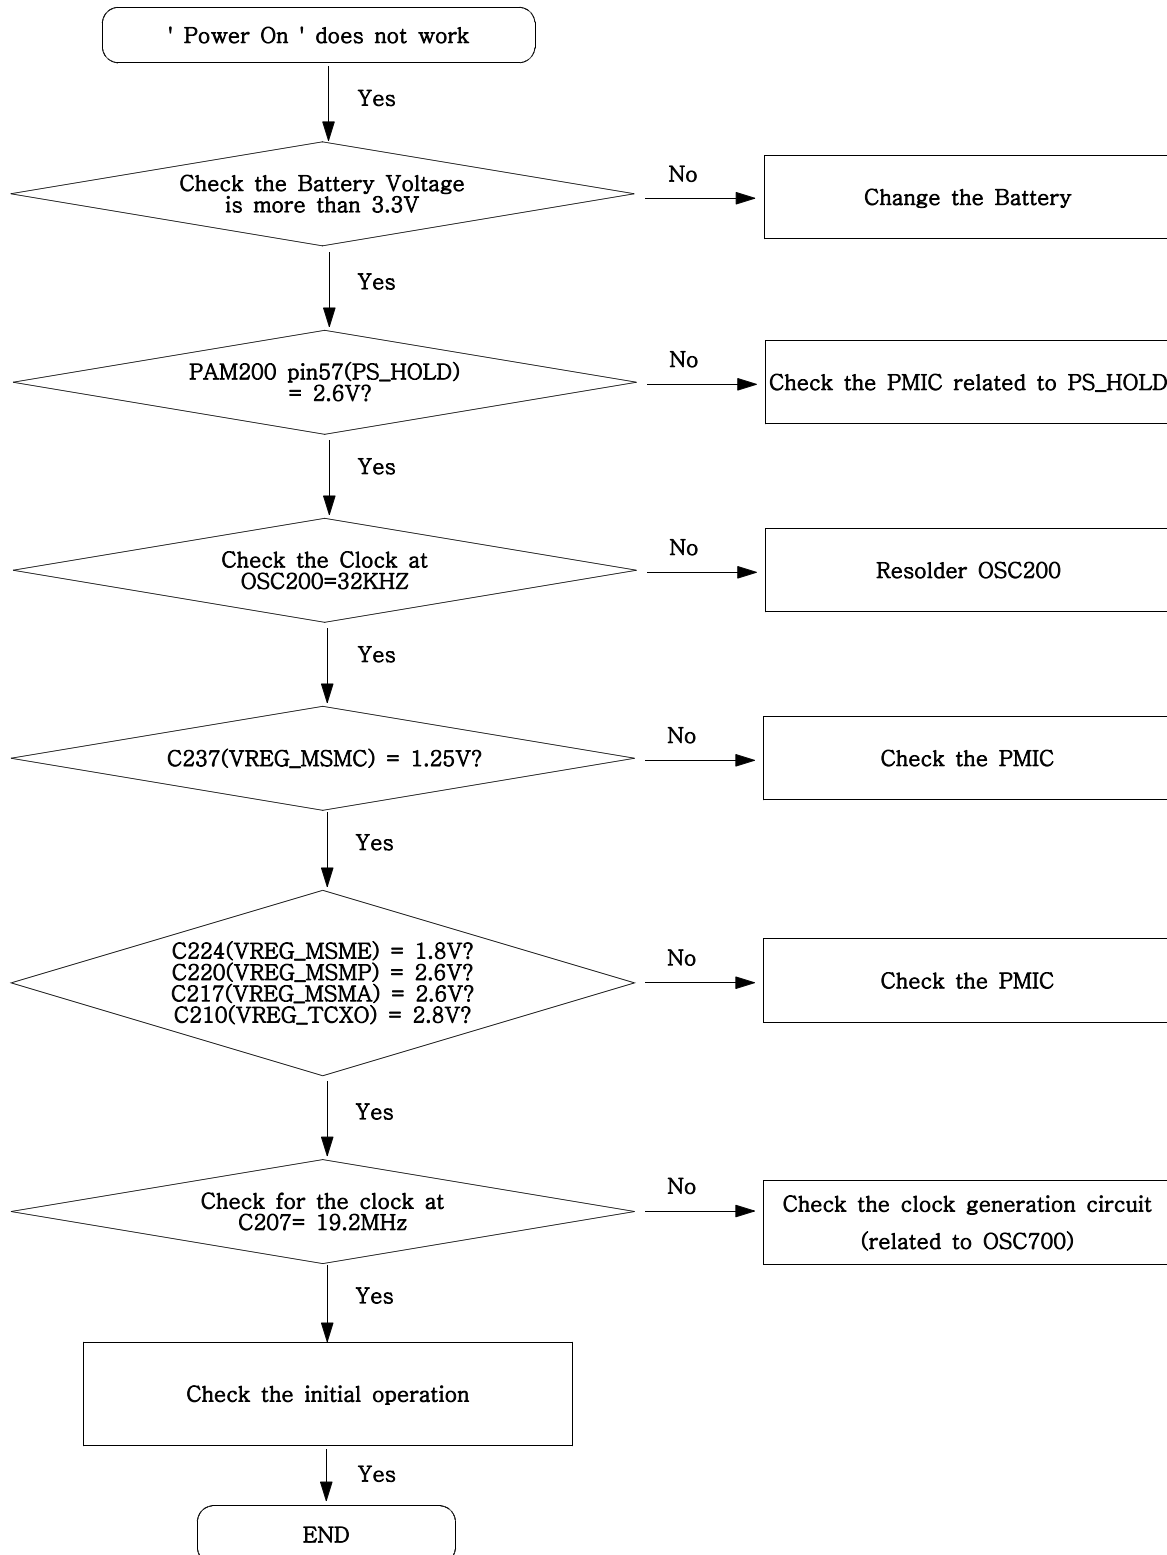 ' Power On ' does not work
Yes
Check the Battery Voltage
is more than 3.3V
No
Change the Battery
Yes
PAM200 pin57(PS_HOLD)
= 2.6V?
No
Check the PMIC related to PS_HOLD
Yes
Check the Clock at
OSC200=32KHZ
No
Resolder OSC200
Yes
C237(VREG_MSMC) = 1.25V?
No
Check the PMIC
Yes
C224(VREG_MSME) = 1.8V?
C220(VREG_MSMP) = 2.6V?
C217(VREG_MSMA) = 2.6V?
C210(VREG_TCXO) = 2.8V?
No
Check the PMIC
Yes
Check for the clock at
C207= 19.2MHz
No
Check the clock generation circuit
(related to OSC700)
Yes
Check the initial operation
Yes
END